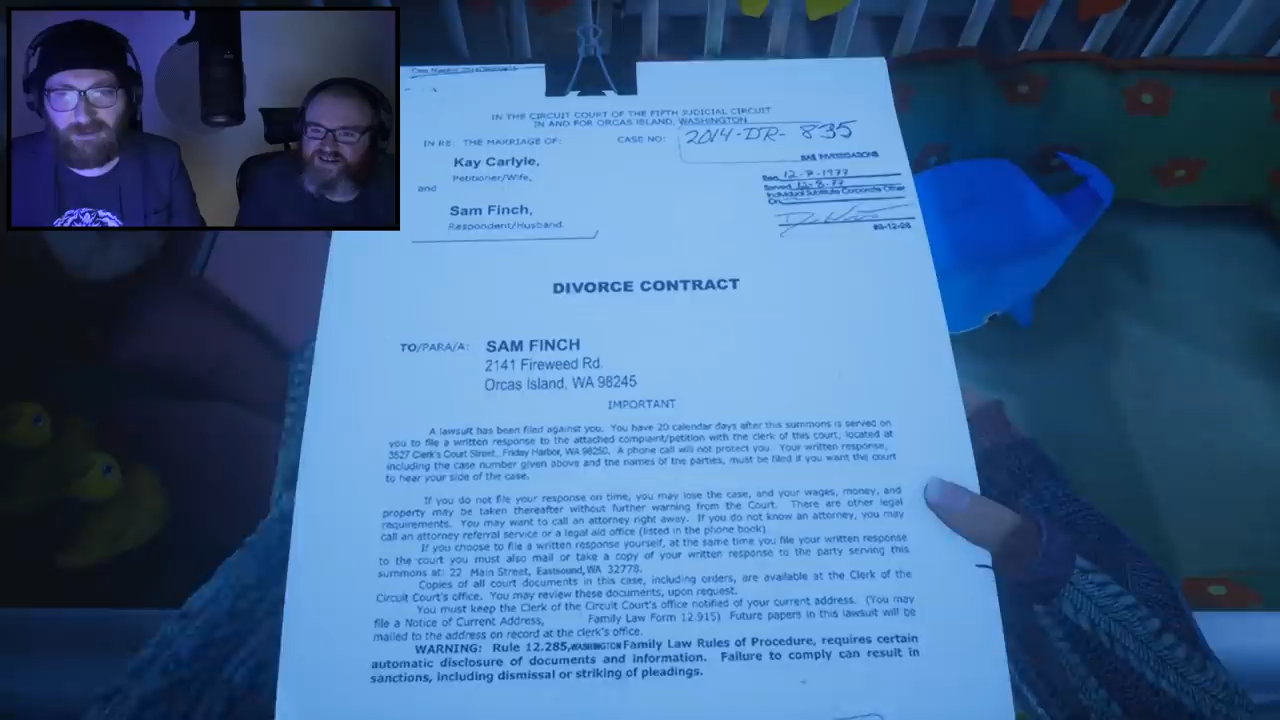 IN THE CIRCUIT COURT OF THE FIFTH JUDICIAL CIRCUIT
IN AND FOR ORCAS ISLAND, WASHINGTON
IN RE: THE MARRIAGE OF:
CASE NO: 2014-DR- 835
Kay Carlyle,
Petitioner/Wife,
and
Sam Finch,
Respondent/Husband.
INVESTIGATIONS
12-7-1977
Served 12-8-77
Individual Substitute Corporate Other
On
DIVORCE CONTRACT
TO/PARA/A: SAM FINCH
2141 Fireweed Rd.
Orcas Island, WA 98245
IMPORTANT
A lawsuit has been filed against you. You have 20 calendar days after this summons is served on
you to file a written response to the attached complaint/petition with the clerk of this court, located at
3527 Clerk's Court Street., Friday Harbor, WA 98250. A phone call will not protect you. Your written response,
including the case number given above and the names of the parties, must be filed if you want the court
to hear your side of the case.
If you do not file your response on time, you may lose the case, and your wages, money, and
property may be taken thereafter without further warning from the Court. There are other legal
requirements. You may want to call an attorney right away. If you do not know an attorney, you may
call an attorney referral service or a legal aid office (listed in the phone book).
If you choose to file a written response yourself, at the same time you file your written response
to the court you must also mail or take a copy of your written response to the party serving this
summons at: 22 Main Street, Eastsound, WA 32778.
Copies of all court documents in this case, including orders, are available at the Clerk of the
Circuit Court's office. You may review these documents, upon request.
You must keep the Clerk of the Circuit Court's office notified of your current address. (You may
file a Notice of Current Address, Family Law Form 12.915) Future papers in this lawsuit will be
mailed to the address on record at the clerk's office.
WARNING: Rule 12.285, WASHINGTON Family Law Rules of Procedure, requires certain
automatic disclosure of documents and information. Failure to comply can result in
sanctions, including dismissal or striking of pleadings.